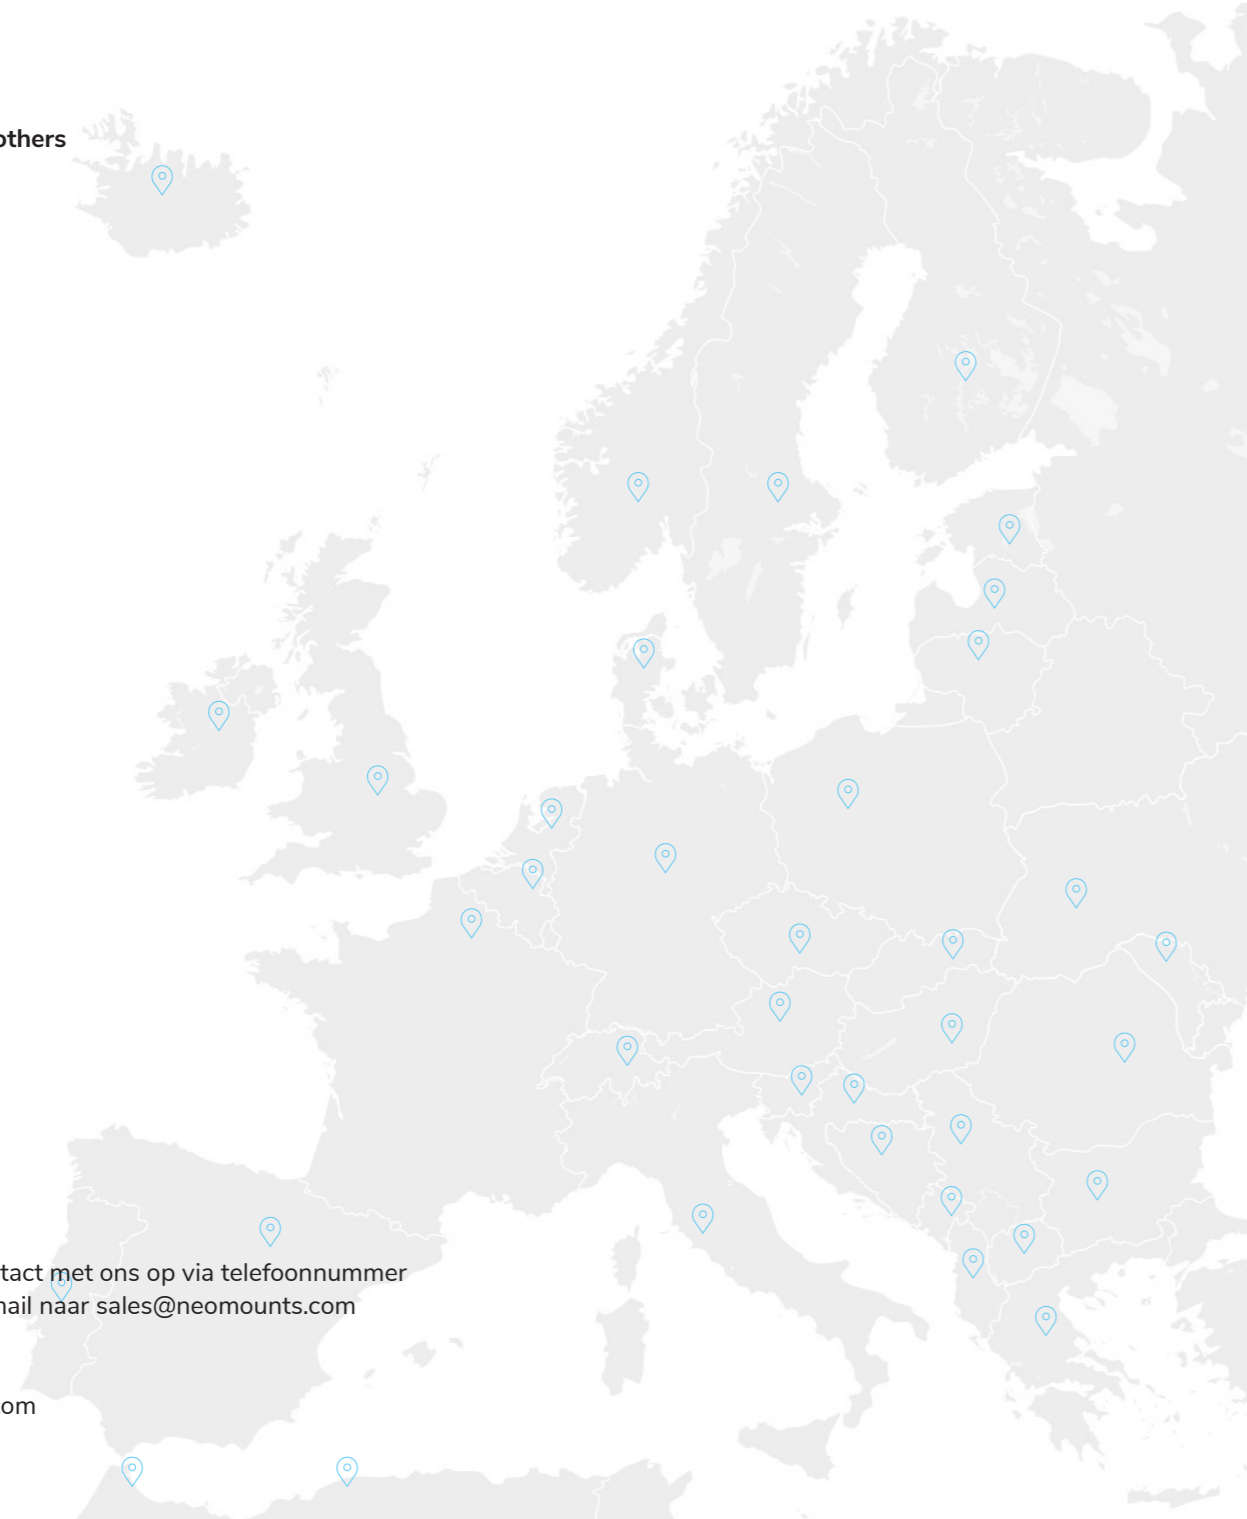 others
tact met ons op via telefoonnummer
nail naar sales@neomounts.com
om